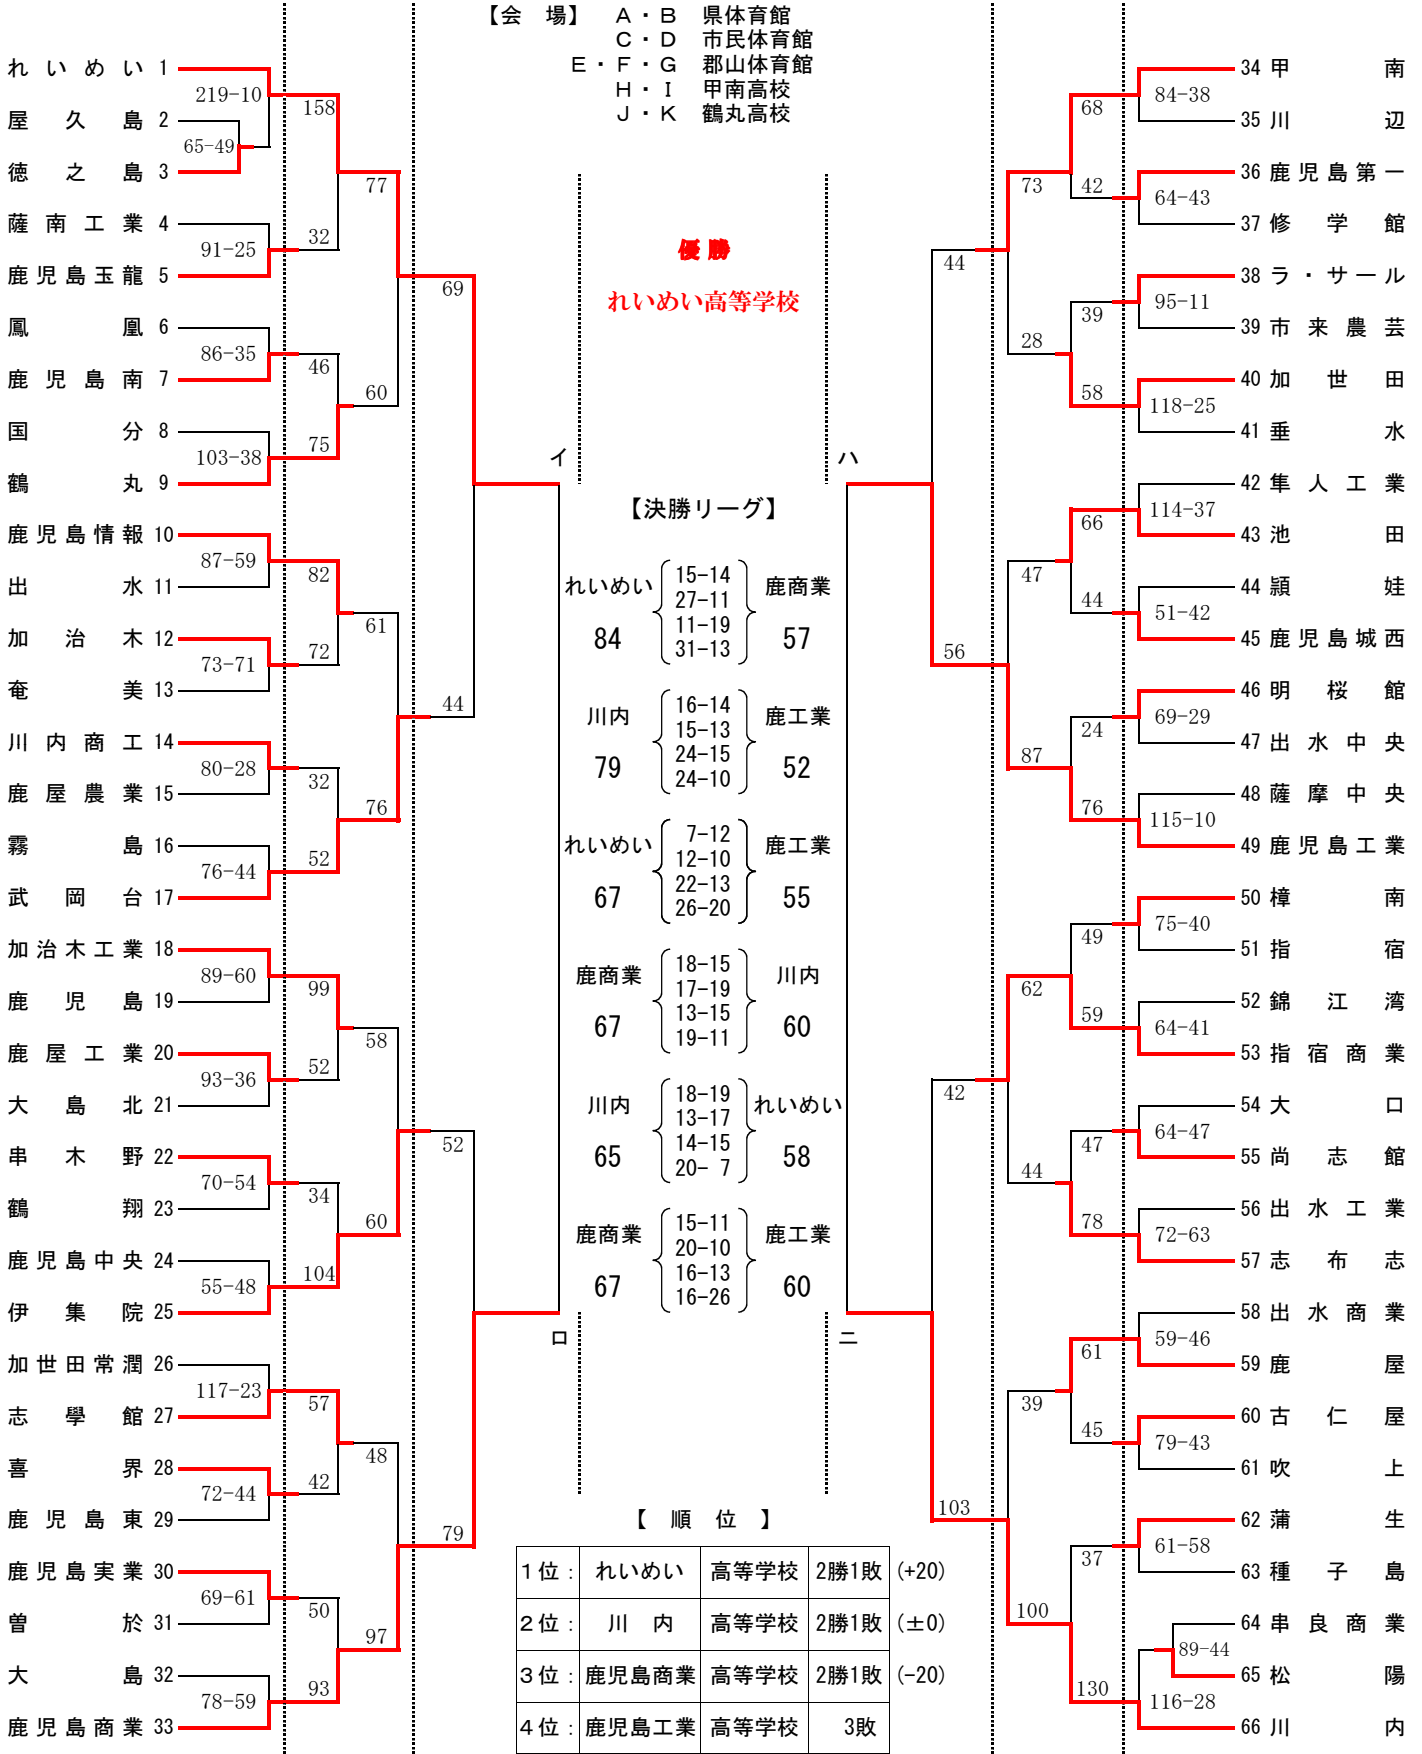 【会　場】　Ａ・Ｂ　県体育館
Ｃ・Ｄ　市民体育館
Ｅ・Ｆ・Ｇ　郡山体育館
Ｈ・Ｉ　甲南高校
Ｊ・Ｋ　鶴丸高校
れいめい 1
219-10
158
屋久島 2
65-49
徳之島 3
77
薩南工業 4
91-25
32
鹿児島玉龍 5
69
鳳凰 6
86-35
46
鹿児島南 7
60
国分 8
103-38
75
鶴丸 9
イ
鹿児島情報 10
87-59
82
出水 11
61
加治木 12
73-71
72
奄美 13
44
川内商工 14
80-28
32
鹿屋農業 15
76
霧島 16
76-44
52
武岡台 17
加治木工業 18
89-60
99
鹿児島 19
58
鹿屋工業 20
93-36
52
大島北 21
52
串木野 22
70-54
34
鶴翔 23
60
鹿児島中央 24
55-48
104
伊集院 25
ロ
加世田常潤 26
117-23
57
志學館 27
48
喜界 28
72-44
42
鹿児島東 29
79
鹿児島実業 30
69-61
50
曽於 31
97
大島 32
78-59
93
鹿児島商業 33
優勝
れいめい高等学校
【決勝リーグ】
れいめい 84
15-14
27-11
11-19
31-13
鹿商業 57
川内 79
16-14
15-13
24-15
24-10
鹿工業 52
れいめい 67
7-12
12-10
22-13
26-20
鹿工業 55
鹿商業 67
18-15
17-19
13-15
19-11
川内 60
川内 65
18-19
13-17
14-15
20- 7
れいめい 58
鹿商業 67
15-11
20-10
16-13
16-26
鹿工業 60
【　順　位　】
１位： れいめい 高等学校 2勝1敗 (+20)
２位： 川　内 高等学校 2勝1敗 (±0)
３位： 鹿児島商業 高等学校 2勝1敗 (-20)
４位： 鹿児島工業 高等学校 3敗
34 甲南
84-38
68
35 川辺
73
36 鹿児島第一
64-43
42
37 修学館
44
38 ラ・サール
95-11
39
39 市来農芸
28
40 加世田
118-25
58
41 垂水
ハ
42 隼人工業
114-37
66
43 池田
47
44 頴娃
51-42
44
45 鹿児島城西
56
46 明桜館
69-29
24
47 出水中央
87
48 薩摩中央
115-10
76
49 鹿児島工業
50 樟南
75-40
49
51 指宿
62
52 錦江湾
64-41
59
53 指宿商業
42
54 大口
64-47
47
55 尚志館
44
56 出水工業
72-63
78
57 志布志
ニ
58 出水商業
59-46
61
59 鹿屋
39
60 古仁屋
79-43
45
61 吹上
103
62 蒲生
61-58
37
63 種子島
100
64 串良商業
89-44
65 松陽
130
116-28
66 川内